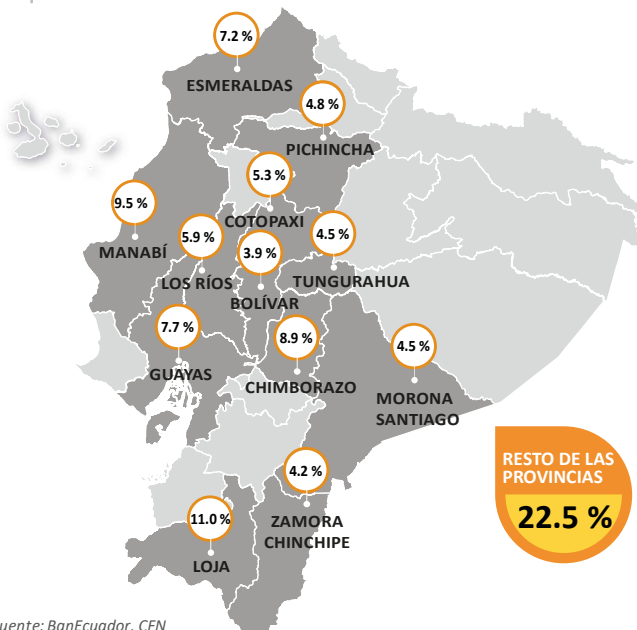 7.2 %
ESMERALDAS
4.8 %
PICHINCHA
5.3 %
COTOPAXI
9.5 %
MANABÍ
5.9 %
LOS RÍOS
3.9 %
BOLÍVAR
4.5 %
TUNGURAHUA
7.7 %
GUAYAS
8.9 %
CHIMBORAZO
4.5 %
MORONA
SANTIAGO
RESTO DE LAS
PROVINCIAS
22.5 %
4.2 %
ZAMORA
CHINCHIPE
11.0 %
LOJA
uente: BanEcuador, CFN